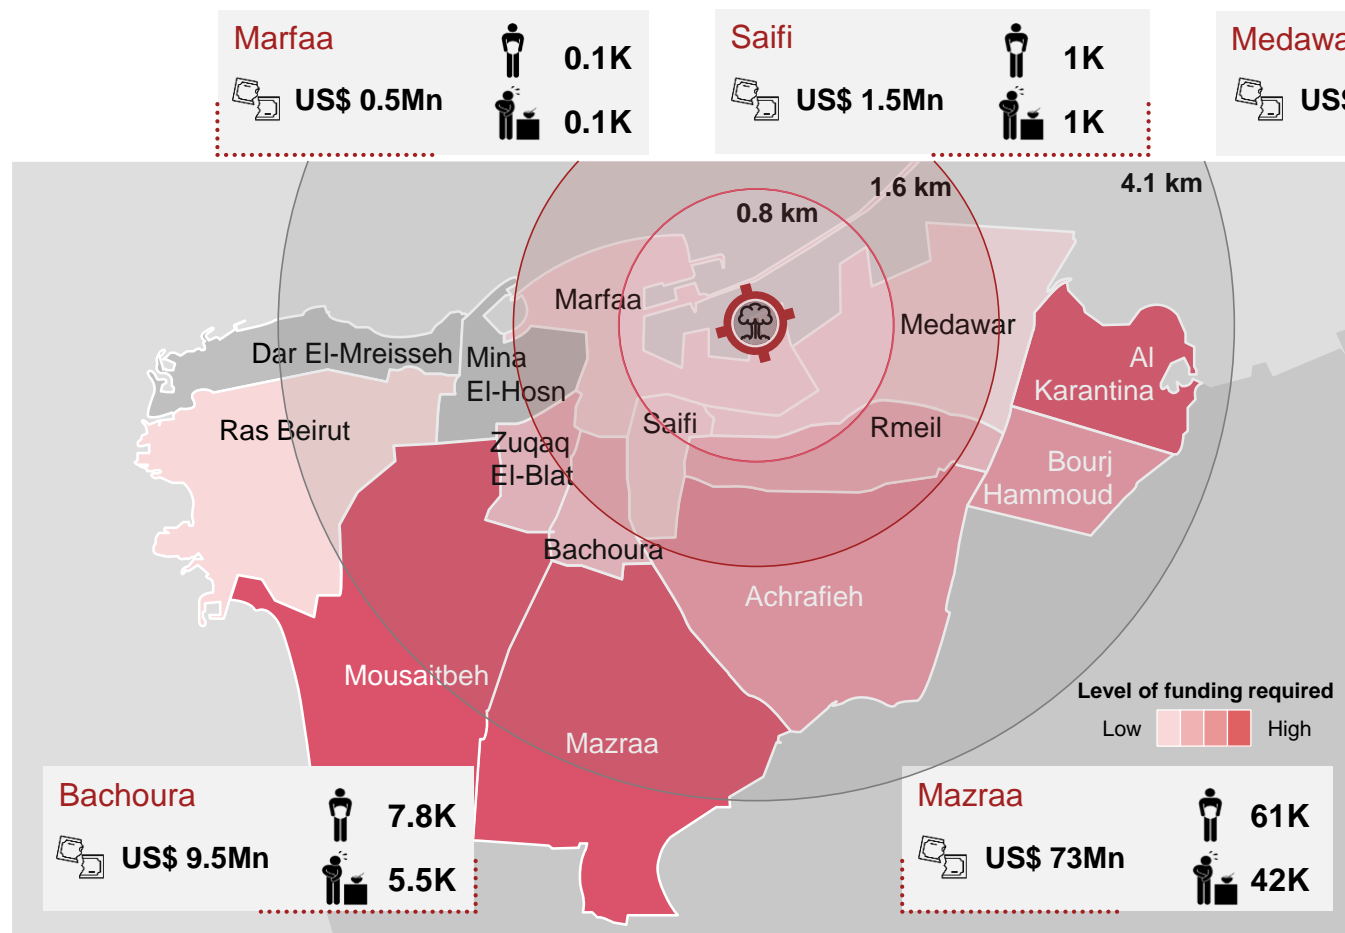 Marfaa
US$ 0.5Mn
0.1K
0.1K
Saifi
US$ 1.5Mn
1K
1K
Medawa
US$
0.8 km
1.6 km
4.1 km
Marfaa
Medawar
Dar El-Mreisseh
Mina
El-Hosn
Al
Karantina
Ras Beirut
Saifi
Rmeil
Zuqaq
El-Blat
Bourj
Hammoud
Bachoura
Achrafieh
Mousaitbeh
Mazraa
Level of funding required
Low
High
Bachoura
US$ 9.5Mn
7.8K
5.5K
Mazraa
US$ 73Mn
61K
42K